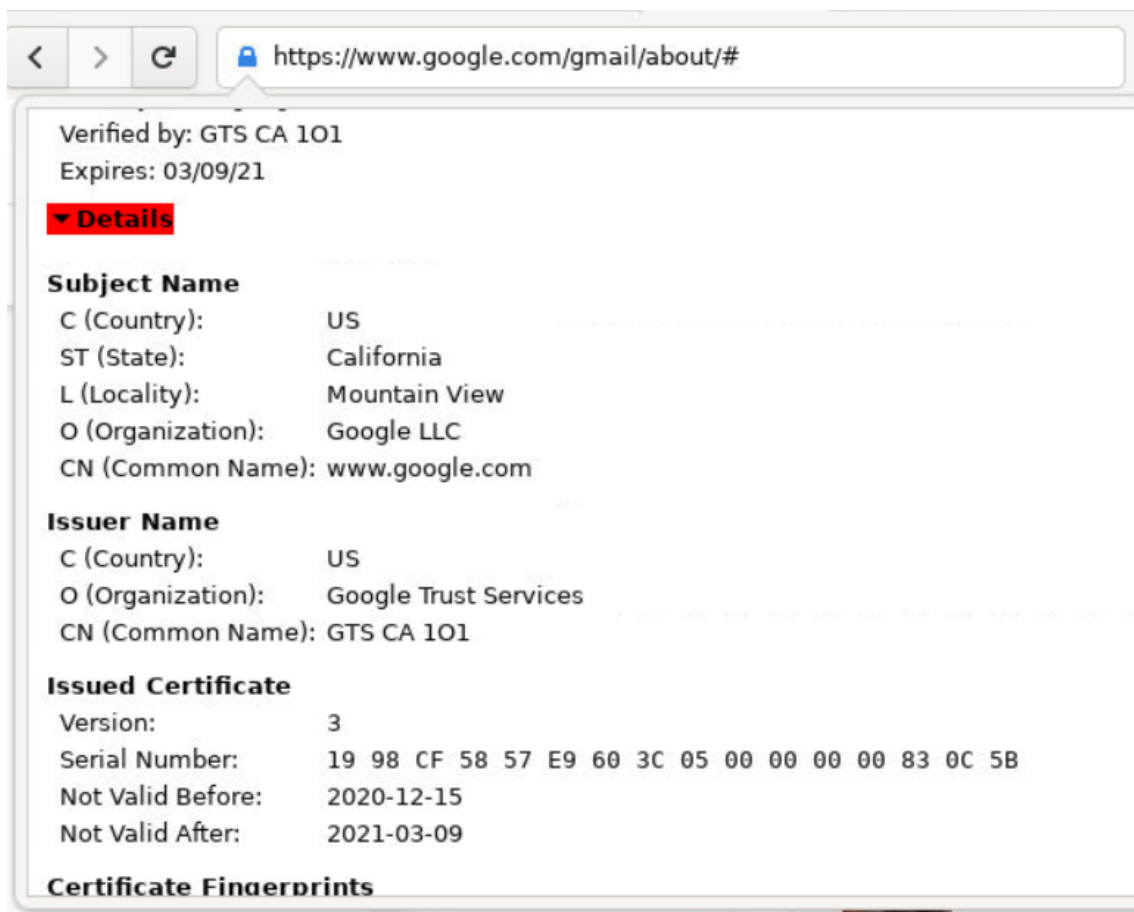 https://www.google.com/gmail/about/#
Verified by: GTS CA 1O1
Expires: 03/09/21
Details
Subject Name
C (Country): US
ST (State): California
L (Locality): Mountain View
O (Organization): Google LLC
CN (Common Name): www.google.com
Issuer Name
C (Country): US
O (Organization): Google Trust Services
CN (Common Name): GTS CA 1O1
Issued Certificate
Version: 3
Serial Number: 19 98 CF 58 57 E9 60 3C 05 00 00 00 00 83 0C 5B
Not Valid Before: 2020-12-15
Not Valid After: 2021-03-09
Certificate Fingerprints